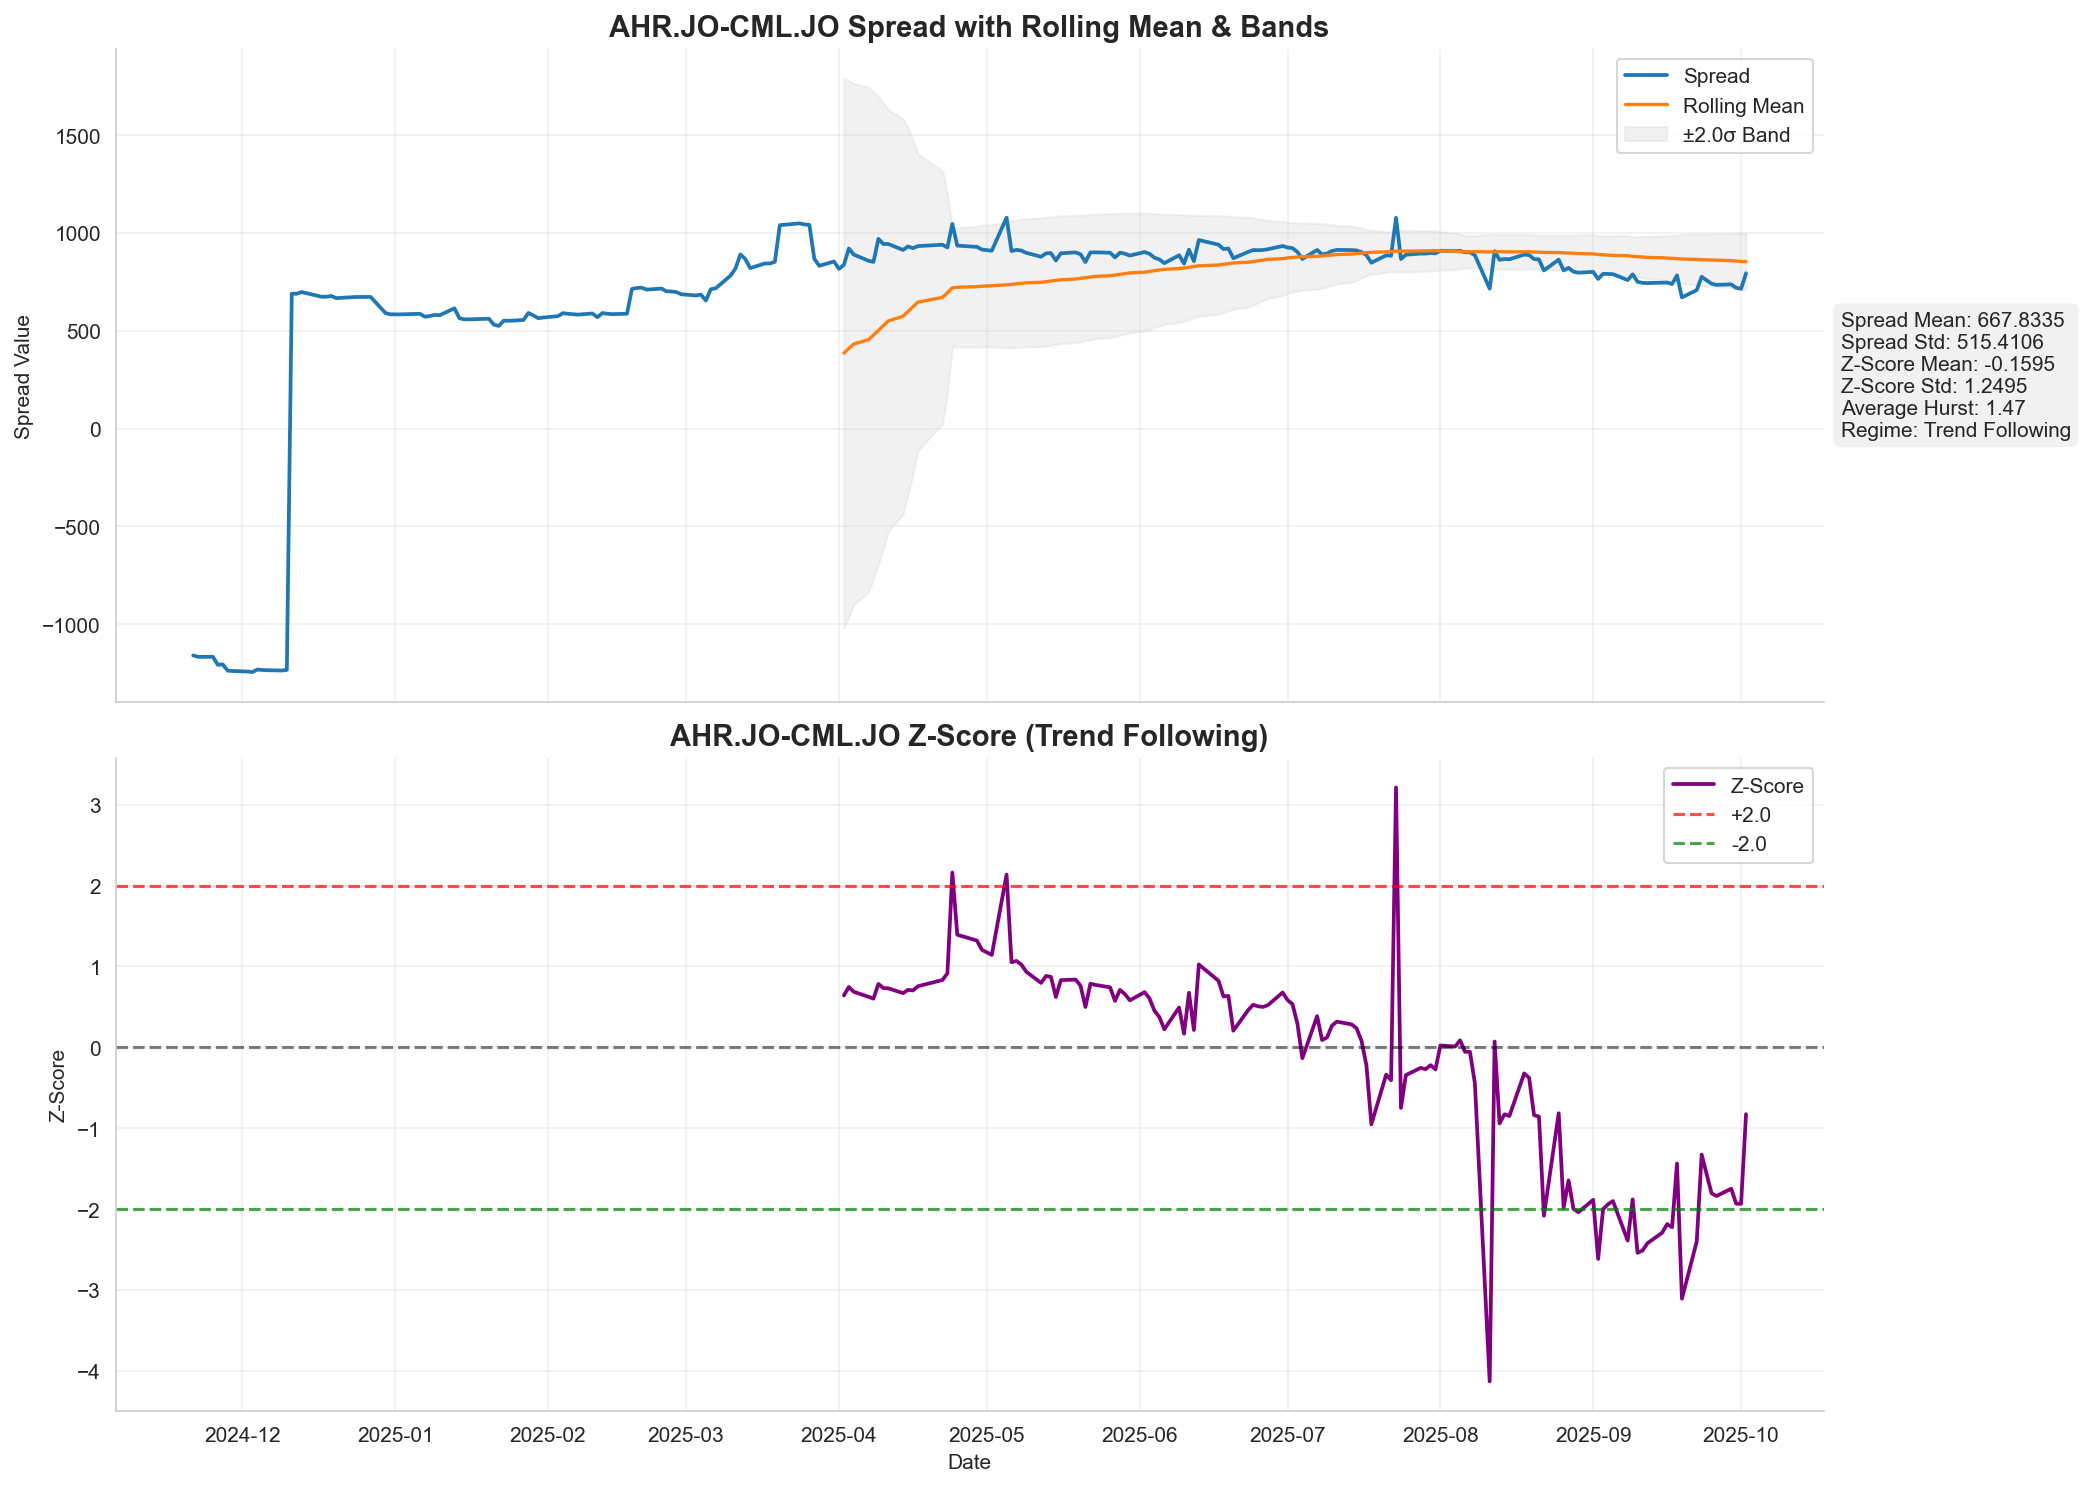 AHR.JO-CML.JO Spread with Rolling Mean & Bands
Spread
Rolling Mean
±2.0σ Band
1500
1000
500
0
−500
−1000
Spread Value
Spread Mean: 667.8335
Spread Std: 515.4106
Z-Score Mean: -0.1595
Z-Score Std: 1.2495
Average Hurst: 1.47
Regime: Trend Following
AHR.JO-CML.JO Z-Score (Trend Following)
Z-Score
+2.0
-2.0
3
2
1
0
−1
−2
−3
−4
Z-Score
2024-12
2025-01
2025-02
2025-03
2025-04
2025-05
2025-06
2025-07
2025-08
2025-09
2025-10
Date